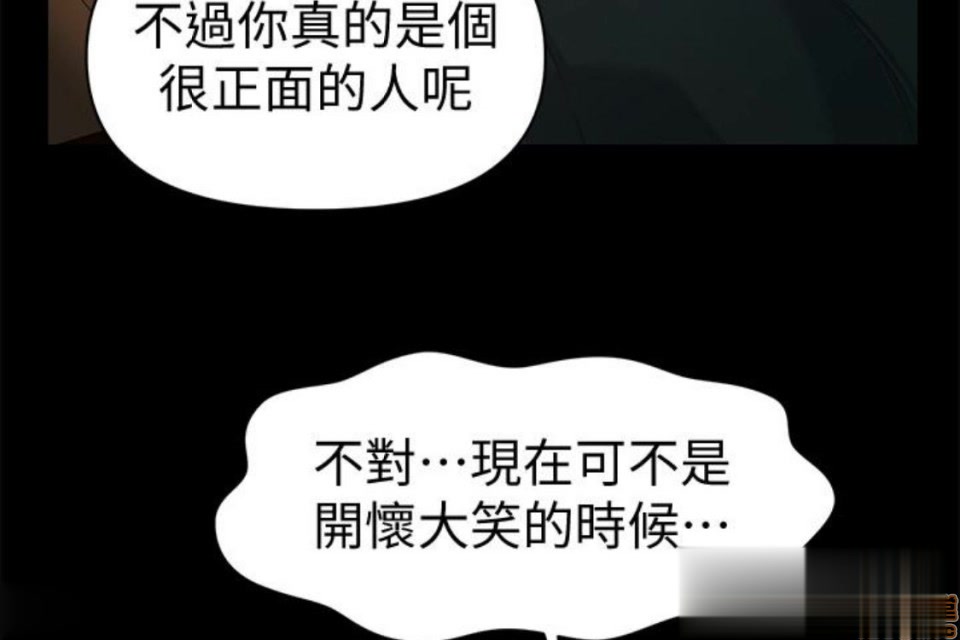 不過你真的是個
很正面的人呢
不對…現在可不是
開懷大笑的時候…